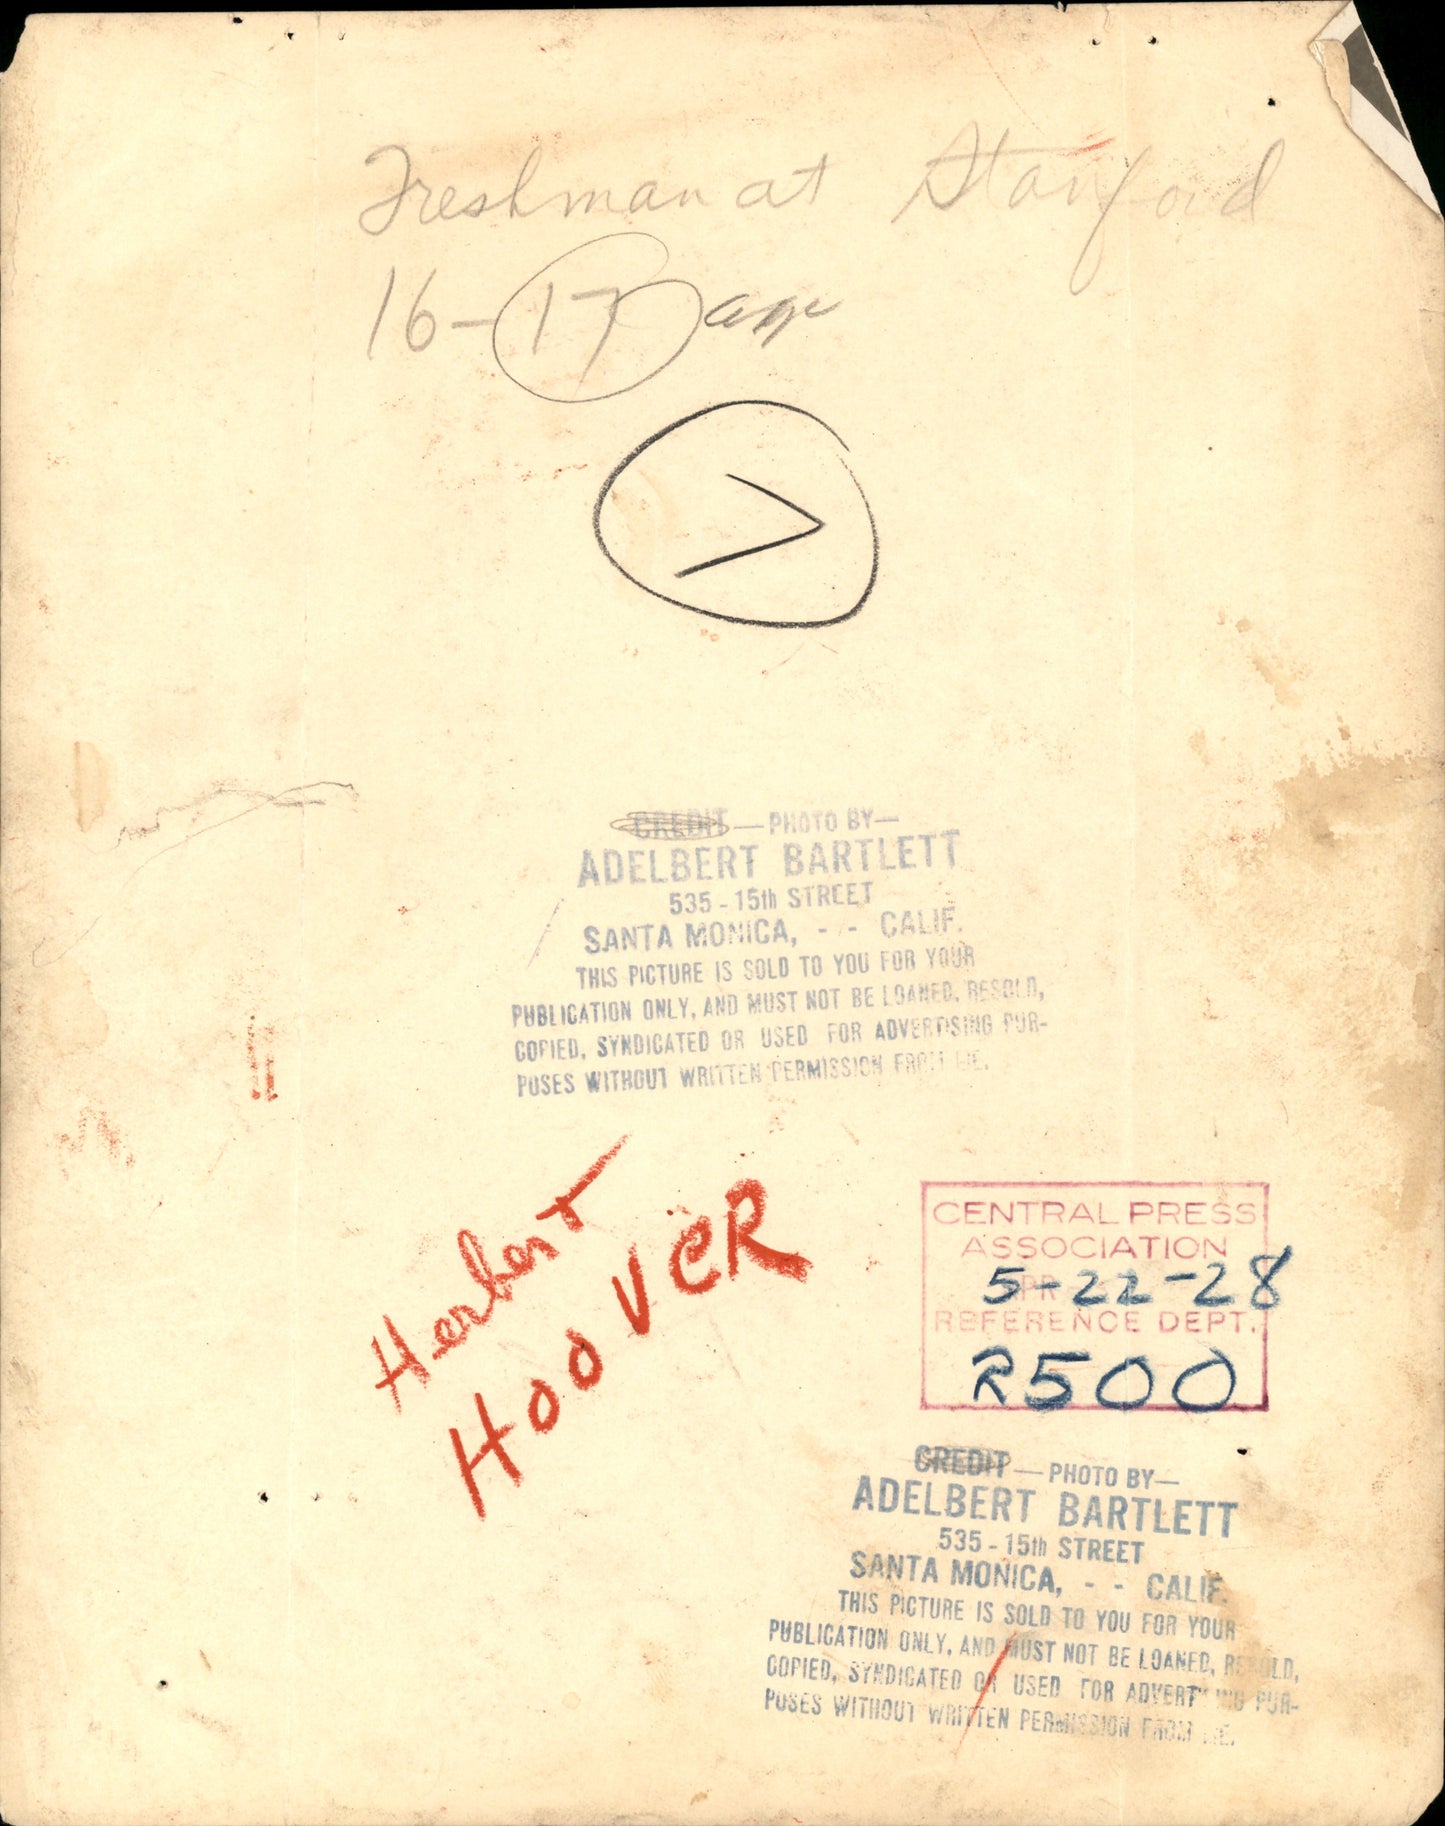 Freshman at Stanford
16-17 age
>
CREDIT — PHOTO BY —
ADELBERT BARTLETT
535 - 15th STREET
SANTA MONICA, - - CALIF.
THIS PICTURE IS SOLD TO YOU FOR YOUR
PUBLICATION ONLY, AND MUST NOT BE LOANED, RESOLD,
COPIED, SYNDICATED OR USED FOR ADVERTISING PUR-
POSES WITHOUT WRITTEN PERMISSION FROM ME.
Herbert
HOOVER
CENTRAL PRESS
ASSOCIATION
5-22-28
REFERENCE DEPT.
R500
CREDIT — PHOTO BY —
ADELBERT BARTLETT
535 - 15th STREET
SANTA MONICA, - - CALIF.
THIS PICTURE IS SOLD TO YOU FOR YOUR
PUBLICATION ONLY, AND MUST NOT BE LOANED, RESOLD,
COPIED, SYNDICATED OR USED FOR ADVERTISING PUR-
POSES WITHOUT WRITTEN PERMISSION FROM ME.